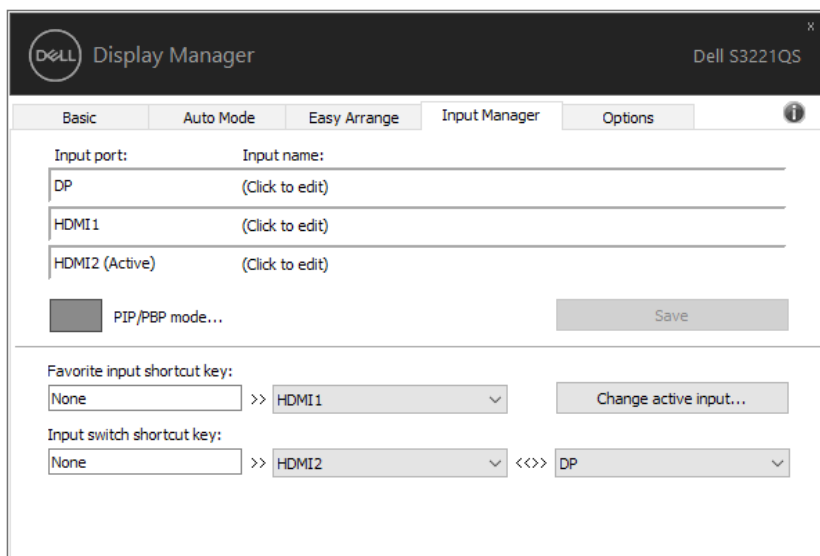 x
DELL Display Manager Dell S3221QS
Basic Auto Mode Easy Arrange Input Manager Options i
Input port: Input name:
DP (Click to edit)
HDMI1 (Click to edit)
HDMI2 (Active) (Click to edit)
PIP/PBP mode... Save
Favorite input shortcut key:
None >> HDMI1 Change active input...
Input switch shortcut key:
None >> HDMI2 <<>> DP